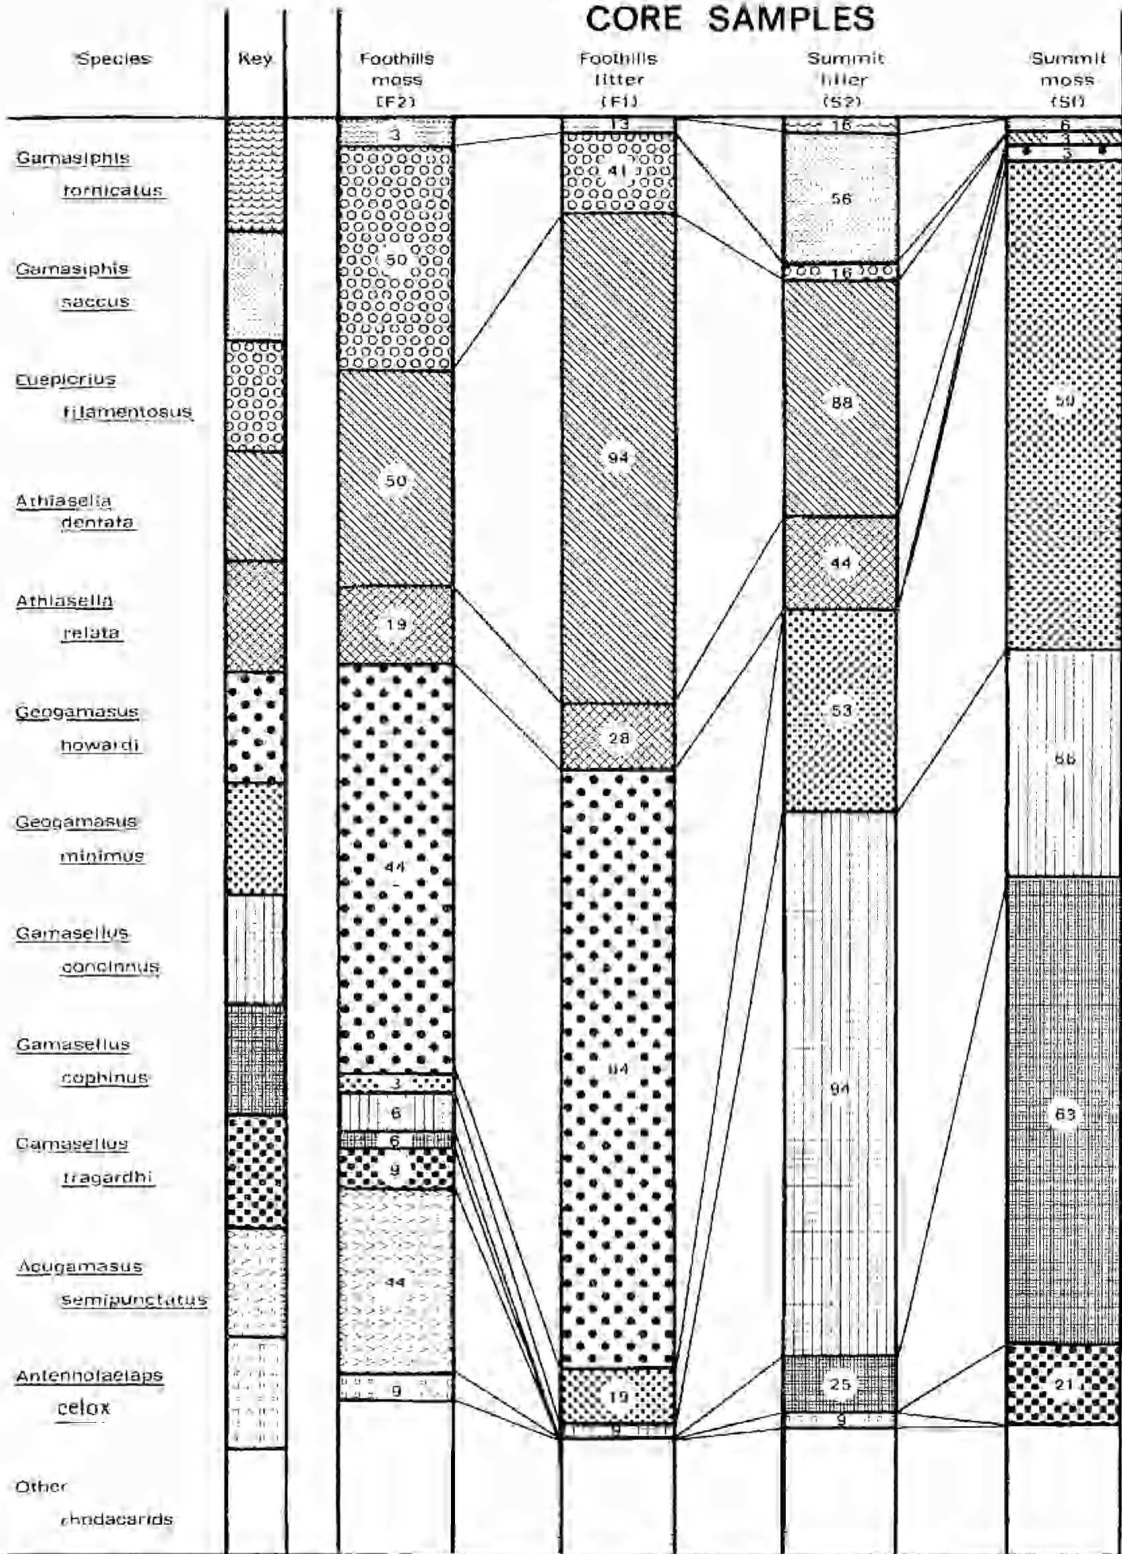 CORE SAMPLES
Species
Key
Foothills
moss
(F2)
Foothills
litter
(F1)
Summit
litter
(S2)
Summit
moss
(S1)
Gamasiphis
fornicatus
Gamasiphis
saccus
Euepicrius
filamentosus
Athiasella
dentata
Athiasella
relata
Geogamasus
howardi
Geogamasus
minimus
Gamasellus
concinnus
Gamasellus
cophinus
Gamasellus
tragardhi
Acugamasus
semipunctatus
Antennolaelaps
celox
Other
rhodacarids
3
50
50
19
44
3
6
6
9
44
9
13
41
94
28
84
19
9
16
56
16
88
44
53
94
25
9
6
3
3
63
21